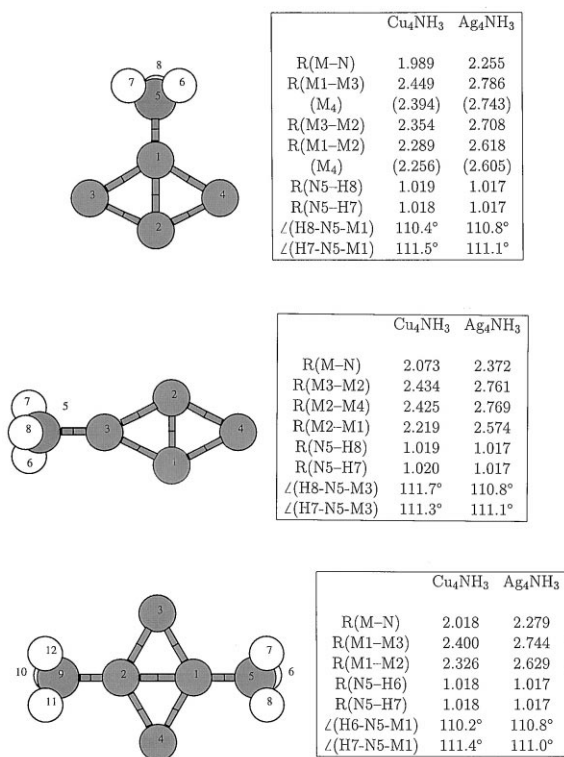 8
7 6
5
1
3 4
2
Cu₄NH₃ Ag₄NH₃
R(M–N) 1.989 2.255
R(M1–M3) 2.449 2.786
(M₄) (2.394) (2.743)
R(M3–M2) 2.354 2.708
R(M1–M2) 2.289 2.618
(M₄) (2.256) (2.605)
R(N5–H8) 1.019 1.017
R(N5–H7) 1.018 1.017
∠(H8-N5-M1) 110.4° 110.8°
∠(H7-N5-M1) 111.5° 111.1°
7 5 2
8 3 4
6 1
Cu₄NH₃ Ag₄NH₃
R(M–N) 2.073 2.372
R(M3–M2) 2.434 2.761
R(M2–M4) 2.425 2.769
R(M2–M1) 2.219 2.574
R(N5–H8) 1.019 1.017
R(N5–H7) 1.020 1.017
∠(H8-N5-M3) 111.7° 110.8°
∠(H7-N5-M3) 111.3° 111.1°
3
12 7
10 9 2 1 5 6
11 8
4
Cu₄NH₃ Ag₄NH₃
R(M–N) 2.018 2.279
R(M1–M3) 2.400 2.744
R(M1–M2) 2.326 2.629
R(N5–H6) 1.018 1.017
R(N5–H7) 1.018 1.017
∠(H6-N5-M1) 110.2° 110.8°
∠(H7-N5-M1) 111.4° 111.0°